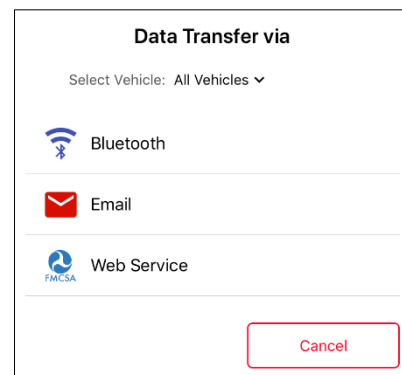 Data Transfer via
Select Vehicle: All Vehicles
Bluetooth
Email
Web Service
FMCSA
Cancel